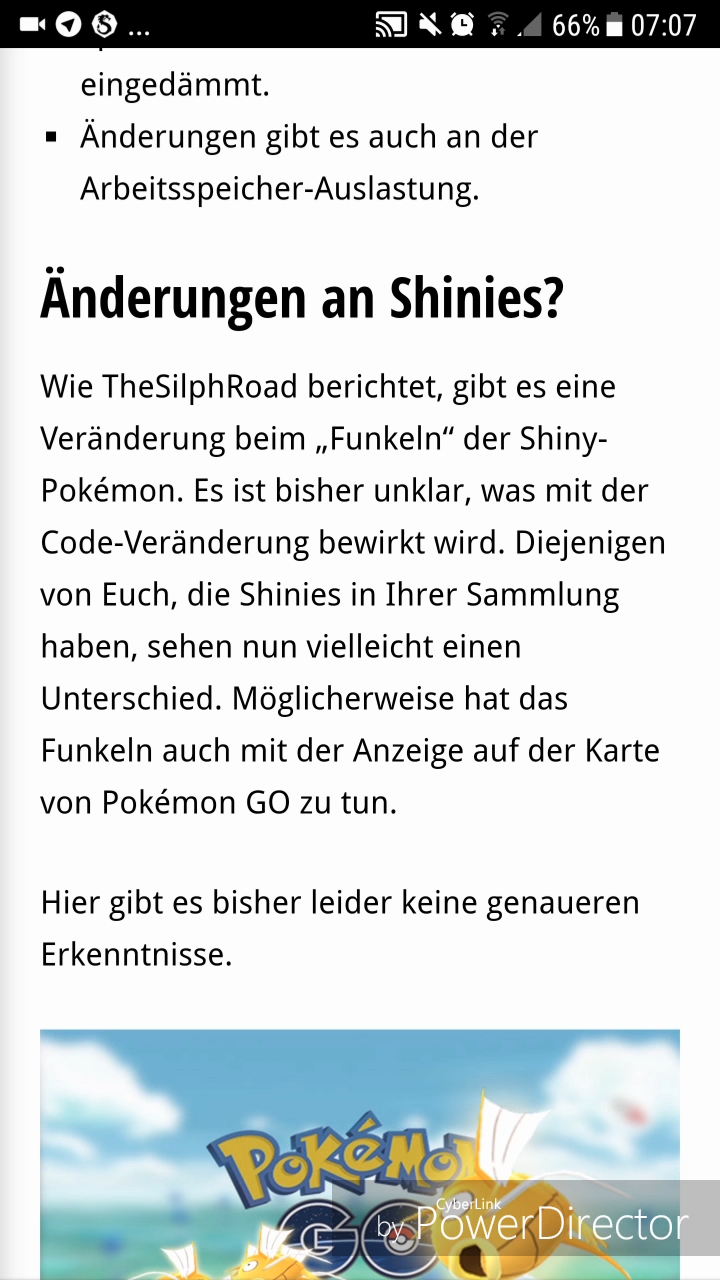 ... 66% 07:07
eingedämmt.
▪ Änderungen gibt es auch an der
Arbeitsspeicher-Auslastung.
Änderungen an Shinies?
Wie TheSilphRoad berichtet, gibt es eine
Veränderung beim „Funkeln“ der Shiny-
Pokémon. Es ist bisher unklar, was mit der
Code-Veränderung bewirkt wird. Diejenigen
von Euch, die Shinies in Ihrer Sammlung
haben, sehen nun vielleicht einen
Unterschied. Möglicherweise hat das
Funkeln auch mit der Anzeige auf der Karte
von Pokémon GO zu tun.
Hier gibt es bisher leider keine genaueren
Erkenntnisse.
POKéMON
GO
CyberLink
by PowerDirector